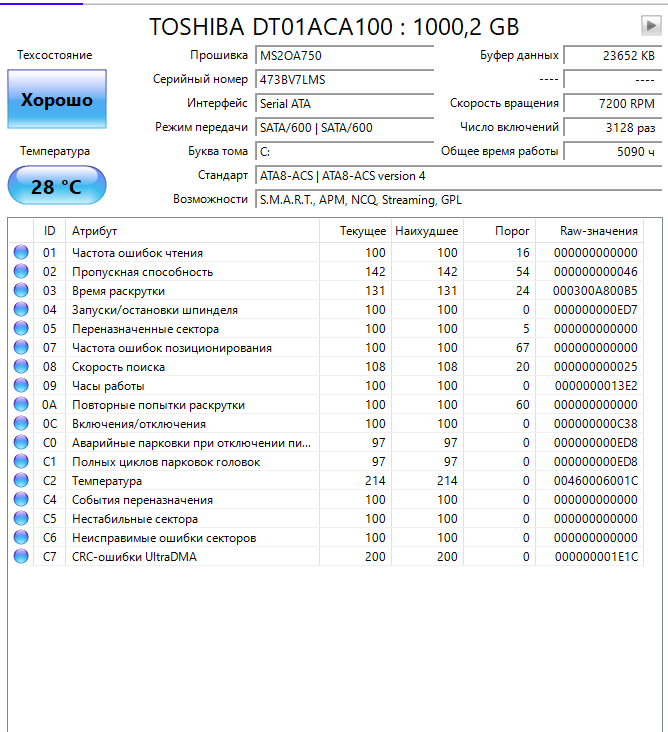 TOSHIBA DT01ACA100 : 1000,2 GB
Техсостояние
Хорошо
Температура
28 °C
Прошивка MS2OA750 Буфер данных 23652 KB
Серийный номер 473BV7LMS ---- ----
Интерфейс Serial ATA Скорость вращения 7200 RPM
Режим передачи SATA/600 | SATA/600 Число включений 3128 раз
Буква тома C: Общее время работы 5090 ч
Стандарт ATA8-ACS | ATA8-ACS version 4
Возможности S.M.A.R.T., APM, NCQ, Streaming, GPL
ID Атрибут Текущее Наихудшее Порог Raw-значения
01 Частота ошибок чтения 100 100 16 000000000000
02 Пропускная способность 142 142 54 000000000046
03 Время раскрутки 131 131 24 000300A800B5
04 Запуски/остановки шпинделя 100 100 0 000000000ED7
05 Переназначенные сектора 100 100 5 000000000000
07 Частота ошибок позиционирования 100 100 67 000000000000
08 Скорость поиска 108 108 20 000000000025
09 Часы работы 100 100 0 0000000013E2
0A Повторные попытки раскрутки 100 100 60 000000000000
0C Включения/отключения 100 100 0 000000000C38
C0 Аварийные парковки при отключении пи... 97 97 0 000000000ED8
C1 Полных циклов парковок головок 97 97 0 000000000ED8
C2 Температура 214 214 0 00460006001C
C4 События переназначения 100 100 0 000000000000
C5 Нестабильные сектора 100 100 0 000000000000
C6 Неисправимые ошибки секторов 100 100 0 000000000000
C7 CRC-ошибки UltraDMA 200 200 0 000000001E1C